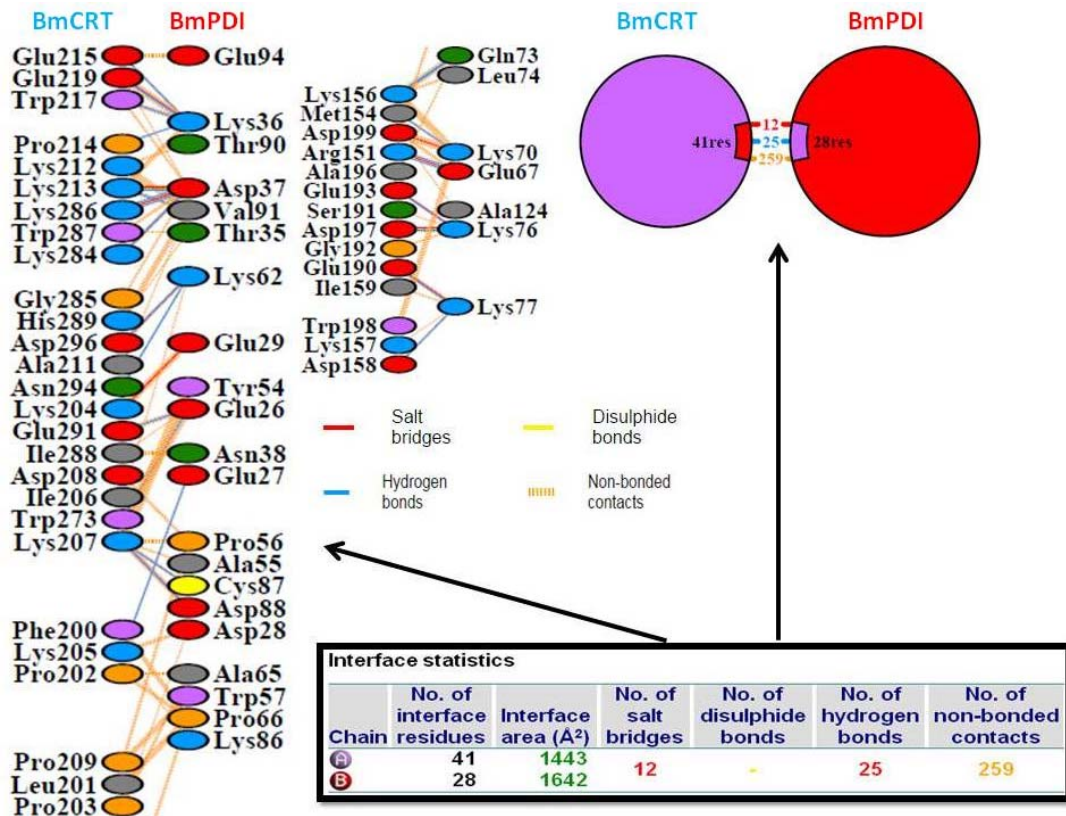 BmCRT BmPDI
Glu215 Glu94
Glu219
Trp217
Lys36
Pro214 Thr90
Lys212
Lys213 Asp37
Lys286 Val91
Trp287 Thr35
Lys284
Lys62
Gly285
His289
Asp296 Glu29
Ala211
Asn294 Tyr54
Lys204 Glu26
Glu291
Ile288 Asn38
Asp208 Glu27
Ile206
Trp273
Lys207 Pro56
Ala55
Cys87
Asp88
Phe200 Asp28
Lys205
Pro202 Ala65
Trp57
Pro66
Lys86
Pro209
Leu201
Pro203
Gln73
Leu74
Lys156
Met154
Asp199
Arg151 Lys70
Ala196 Glu67
Glu193
Ser191 Ala124
Asp197 Lys76
Gly192
Glu190
Ile159
Lys77
Trp198
Lys157
Asp158
BmCRT BmPDI
12
41res 25 28res
259
Salt bridges
Disulphide bonds
Hydrogen bonds
Non-bonded contacts
Interface statistics
Chain No. of interface residues Interface area (Å²) No. of salt bridges No. of disulphide bonds No. of hydrogen bonds No. of non-bonded contacts
A 41 1443
12 - 25 259
B 28 1642